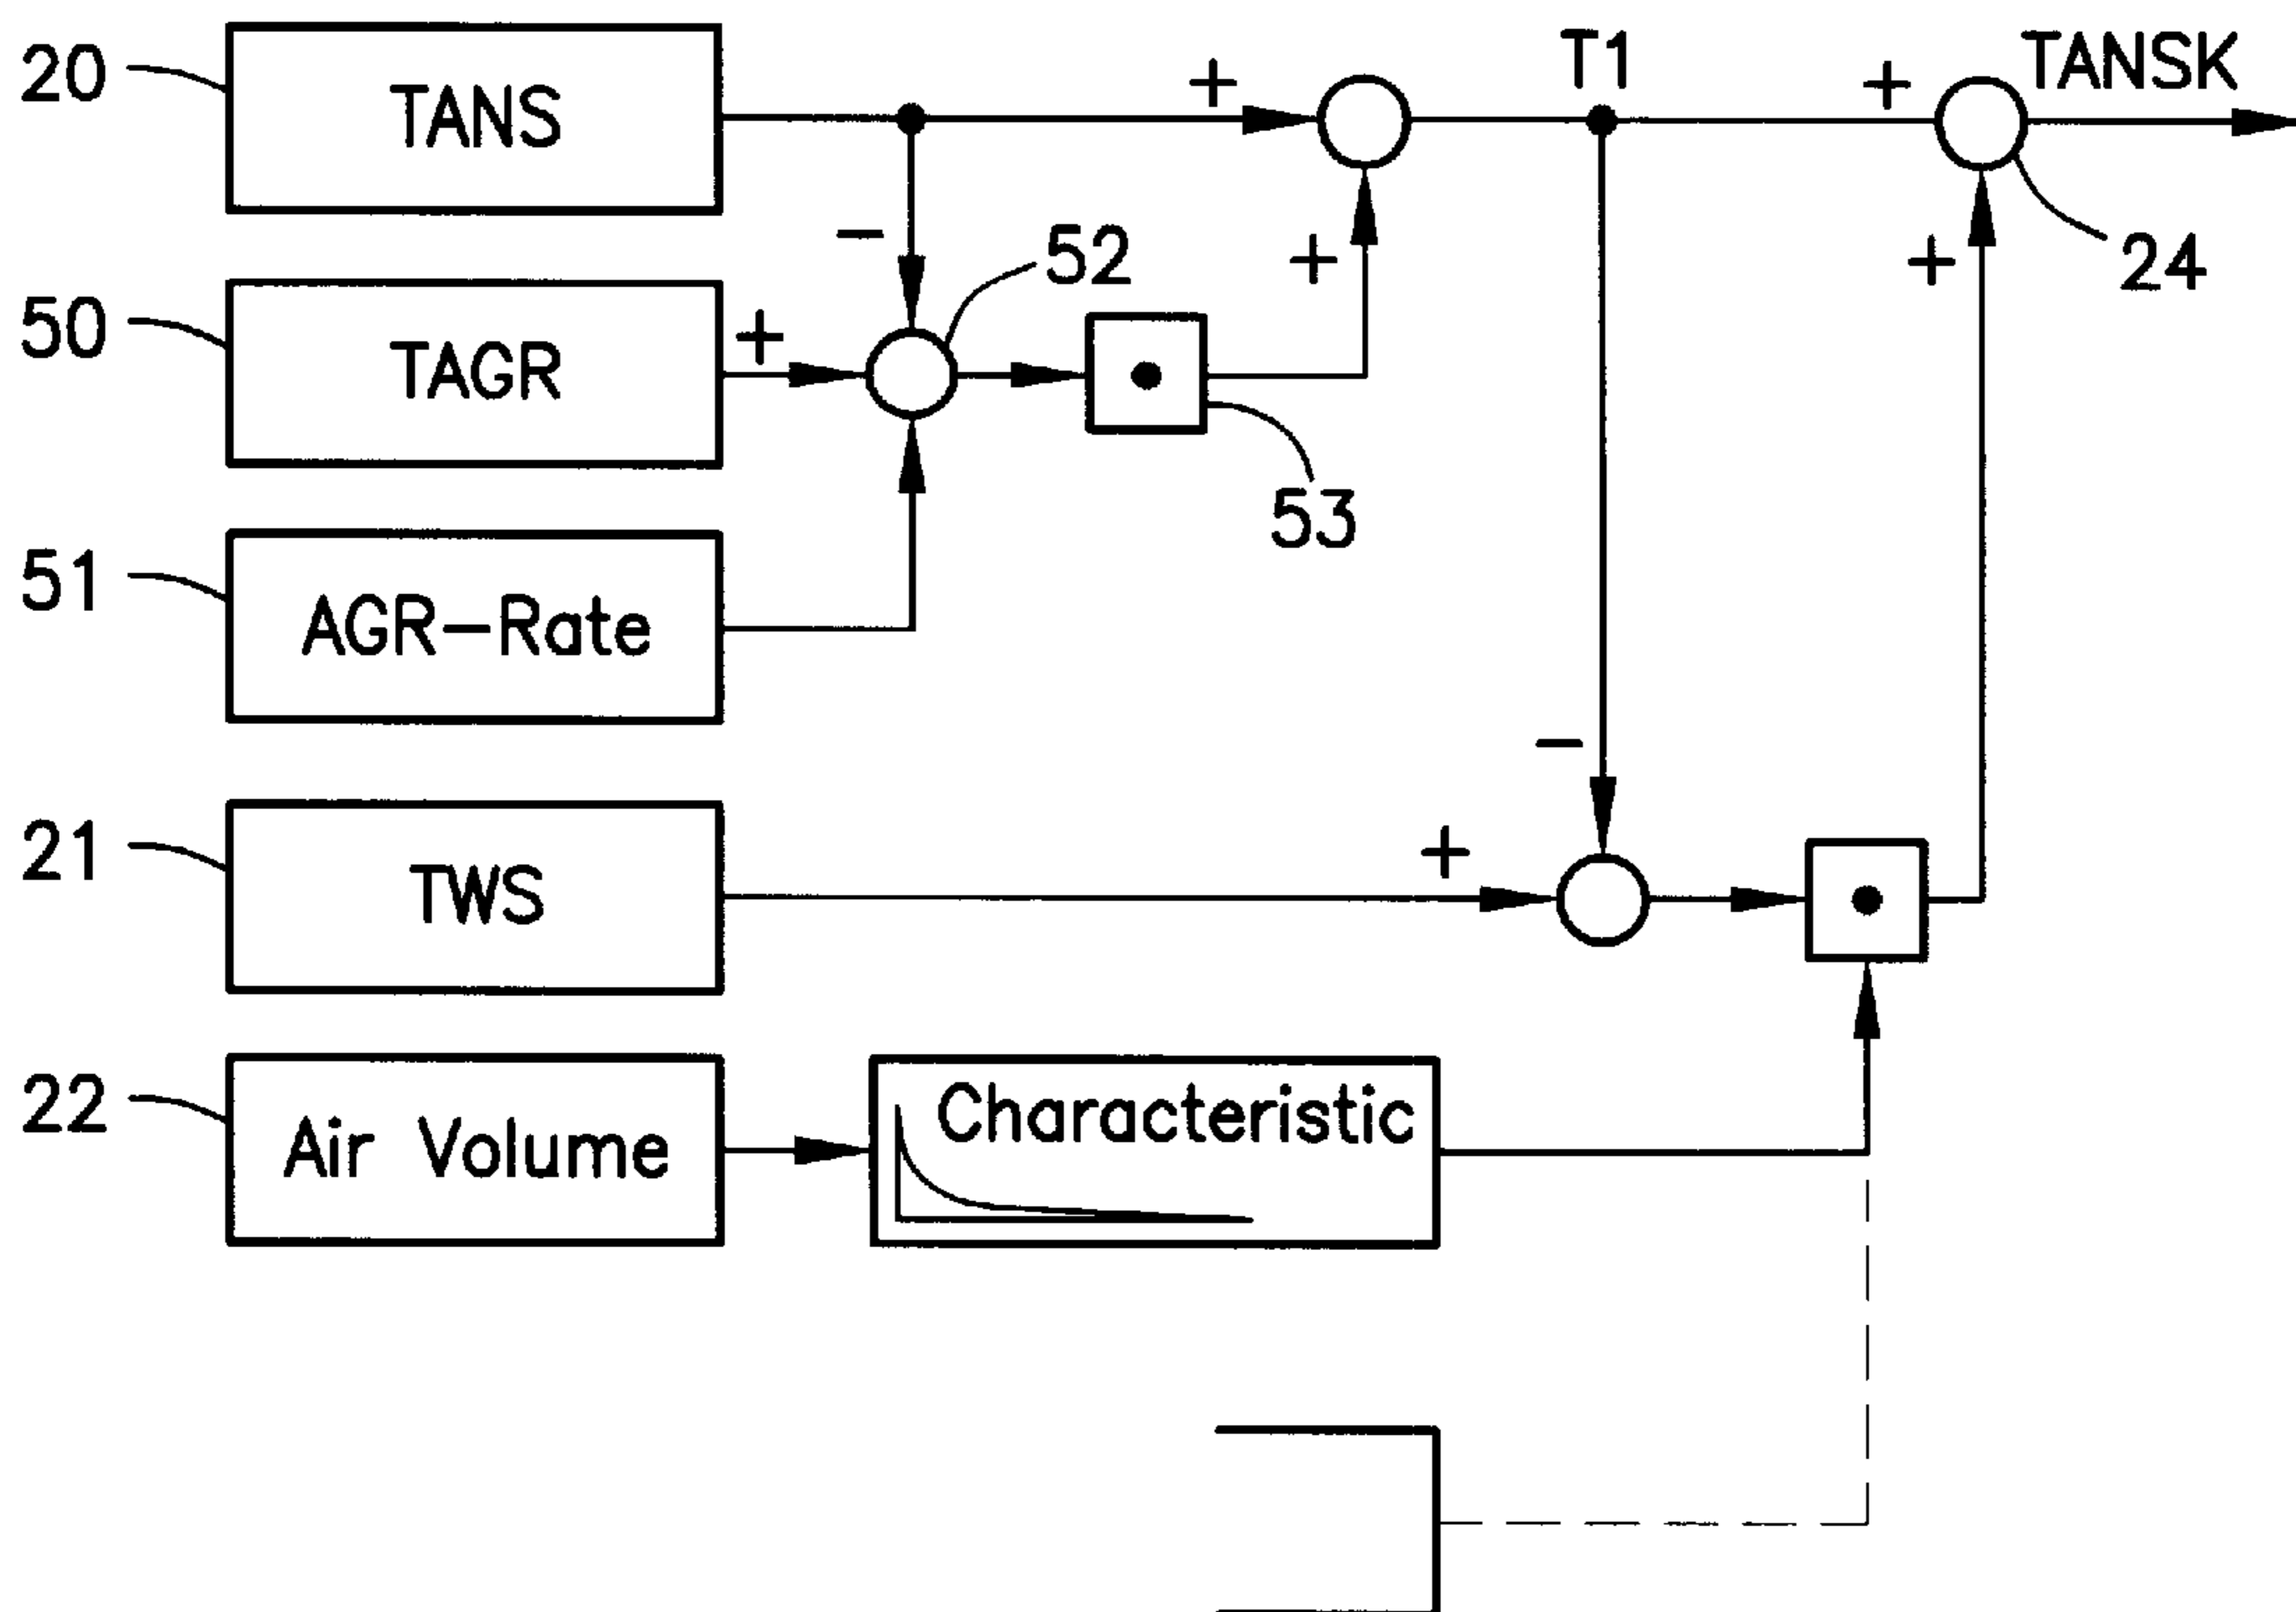 20
TANS
+
T1
+
TANSK
-
52
+
+
24
50
TAGR
+
53
51
AGR-Rate
-
21
TWS
+
22
Air Volume
Characteristic